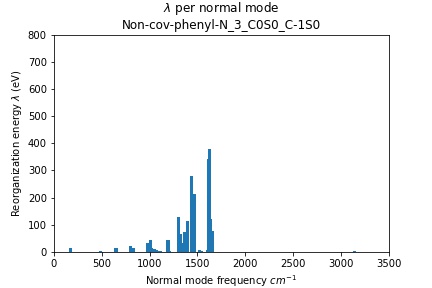 λ per normal mode
Non-cov-phenyl-N_3_C0S0_C-1S0
Reorganization energy λ (eV)
800
700
600
500
400
300
200
100
0
0 500 1000 1500 2000 2500 3000 3500
Normal mode frequency cm⁻¹